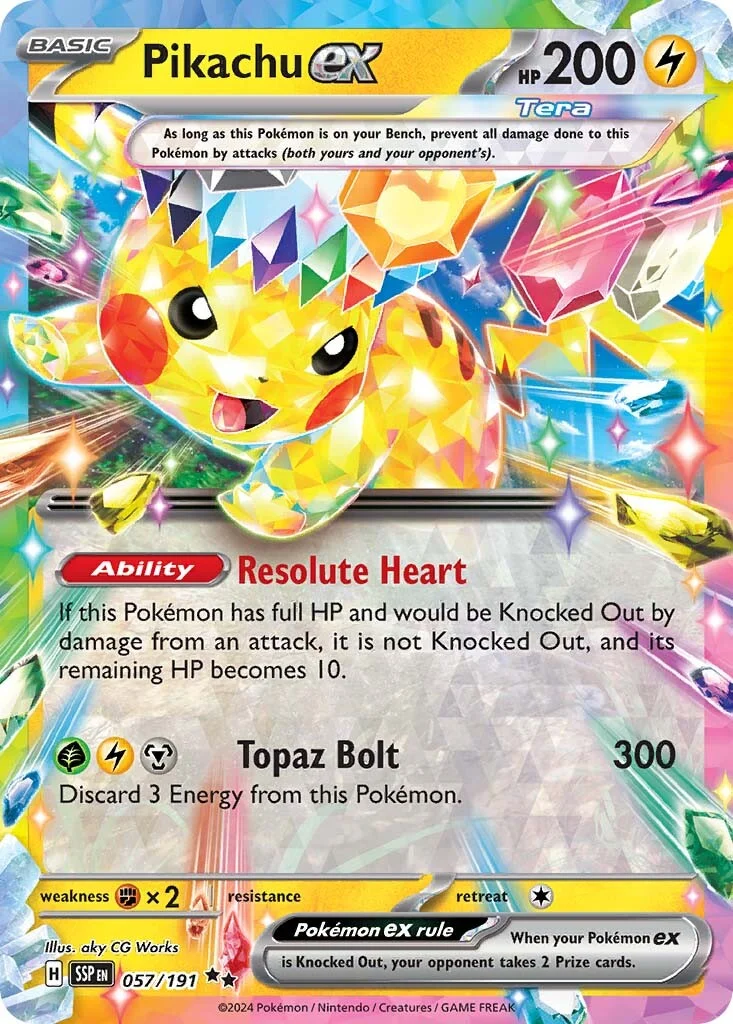 BASIC Pikachu ex HP 200
Tera
As long as this Pokémon is on your Bench, prevent all damage done to this
Pokémon by attacks (both yours and your opponent's).
Ability Resolute Heart
If this Pokémon has full HP and would be Knocked Out by
damage from an attack, it is not Knocked Out, and its
remaining HP becomes 10.
Topaz Bolt 300
Discard 3 Energy from this Pokémon.
weakness ×2 resistance retreat
Pokémon ex rule When your Pokémon ex
is Knocked Out, your opponent takes 2 Prize cards.
Illus. aky CG Works
H SSP EN 057/191 ★★
©2024 Pokémon / Nintendo / Creatures / GAME FREAK